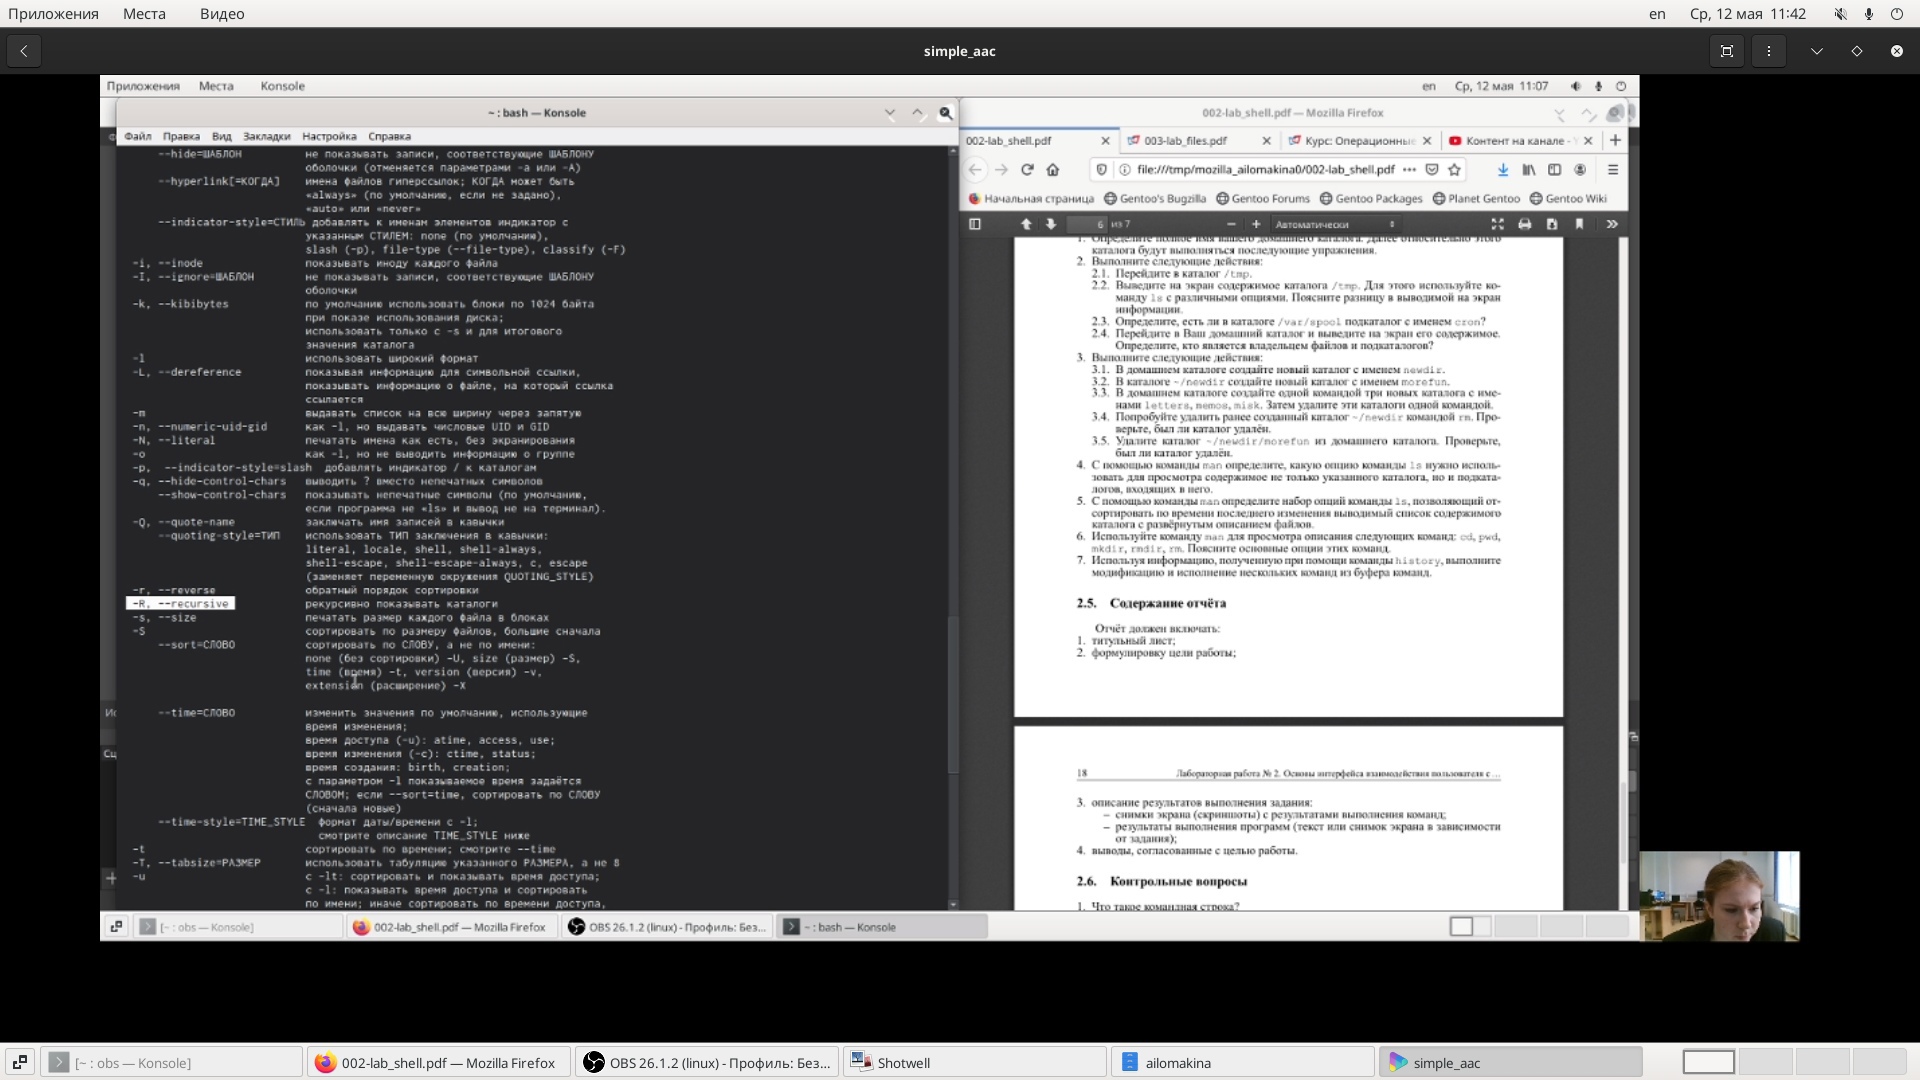 Приложения Места Видео en Ср, 12 мая 11:42
simple_aac
Приложения Места Konsole en Ср, 12 мая 11:07
~ : bash — Konsole
Файл Правка Вид Закладки Настройка Справка
--hide=ШАБЛОН не показывать записи, соответствующие ШАБЛОНУ
оболочки (отменяется параметрами -a или -A)
--hyperlink[=КОГДА] имена файлов гиперссылок; КОГДА может быть
«always» (по умолчанию, если не задано),
«auto» или «never»
--indicator-style=СТИЛЬ добавлять к именам элементов индикатор с
указанным СТИЛЕМ: none (по умолчанию),
slash (-p), file-type (--file-type), classify (-F)
-i, --inode показывать иноду каждого файла
-I, --ignore=ШАБЛОН не показывать записи, соответствующие ШАБЛОНУ
оболочки
-k, --kibibytes по умолчанию использовать блоки по 1024 байта
при показе использования диска;
использовать только с -s и для итогового
значения каталога
-l использовать широкий формат
-L, --dereference показывая информацию для символьной ссылки,
показывать информацию о файле, на который ссылка
ссылается
-m выдавать список на всю ширину через запятую
-n, --numeric-uid-gid как -l, но выдавать числовые UID и GID
-N, --literal печатать имена как есть, без экранирования
-o как -l, но не выводить информацию о группе
-p, --indicator-style=slash добавлять индикатор / к каталогам
-q, --hide-control-chars выводить ? вместо непечатных символов
--show-control-chars показывать непечатные символы (по умолчанию,
если программа не «ls» и вывод не на терминал).
-Q, --quote-name заключать имя записей в кавычки
--quoting-style=ТИП использовать ТИП заключения в кавычки:
literal, locale, shell, shell-always,
shell-escape, shell-escape-always, c, escape
(заменяет переменную окружения QUOTING_STYLE)
-r, --reverse обратный порядок сортировки
-R, --recursive рекурсивно показывать каталоги
-s, --size печатать размер каждого файла в блоках
-S сортировать по размеру файлов, большие сначала
--sort=СЛОВО сортировать по СЛОВУ, а не по имени:
none (без сортировки) -U, size (размер) -S,
time (время) -t, version (версия) -v,
extension (расширение) -X
--time=СЛОВО изменить значения по умолчанию, использующие
время изменения;
время доступа (-u): atime, access, use;
время изменения (-c): ctime, status;
время создания: birth, creation;
с параметром -l показываемое время задаётся
СЛОВОМ; если --sort=time, сортировать по СЛОВУ
(сначала новые)
--time-style=TIME_STYLE формат даты/времени с -l;
смотрите описание TIME_STYLE ниже
-t сортировать по времени; смотрите --time
-T, --tabsize=РАЗМЕР использовать табуляцию указанного РАЗМЕРА, а не 8
-u с -lt: сортировать и показывать время доступа;
с -l: показывать время доступа и сортировать
по имени; иначе сортировать по времени доступа,
002-lab_shell.pdf — Mozilla Firefox
002-lab_shell.pdf 003-lab_files.pdf Курс: Операционные Контент на канале -
file:///tmp/mozilla_ailomakina0/002-lab_shell.pdf
Начальная страница Gentoo's Bugzilla Gentoo Forums Gentoo Packages Planet Gentoo Gentoo Wiki
6 из 7 Автоматически
1. Определите полное имя вашего домашнего каталога. Далее относительно этого
каталога будут выполняться последующие упражнения.
2. Выполните следующие действия:
2.1. Перейдите в каталог /tmp.
2.2. Выведите на экран содержимое каталога /tmp. Для этого используйте ко-
манду ls с различными опциями. Поясните разницу в выводимой на экран
информации.
2.3. Определите, есть ли в каталоге /var/spool подкаталог с именем cron?
2.4. Перейдите в Ваш домашний каталог и выведите на экран его содержимое.
Определите, кто является владельцем файлов и подкаталогов?
3. Выполните следующие действия:
3.1. В домашнем каталоге создайте новый каталог с именем newdir.
3.2. В каталоге ~/newdir создайте новый каталог с именем morefun.
3.3. В домашнем каталоге создайте одной командой три новых каталога с име-
нами letters, memos, misk. Затем удалите эти каталоги одной командой.
3.4. Попробуйте удалить ранее созданный каталог ~/newdir командой rm. Про-
верьте, был ли каталог удалён.
3.5. Удалите каталог ~/newdir/morefun из домашнего каталога. Проверьте,
был ли каталог удалён.
4. С помощью команды man определите, какую опцию команды ls нужно исполь-
зовать для просмотра содержимое не только указанного каталога, но и подката-
логов, входящих в него.
5. С помощью команды man определите набор опций команды ls, позволяющий от-
сортировать по времени последнего изменения выводимый список содержимого
каталога с развёрнутым описанием файлов.
6. Используйте команду man для просмотра описания следующих команд: cd, pwd,
mkdir, rmdir, rm. Поясните основные опции этих команд.
7. Используя информацию, полученную при помощи команды history, выполните
модификацию и исполнение нескольких команд из буфера команд.
2.5. Содержание отчёта
Отчёт должен включать:
1. титульный лист;
2. формулировку цели работы;
18 Лабораторная работа № 2. Основы интерфейса взаимодействия пользователя с ...
3. описание результатов выполнения задания:
– снимки экрана (скриншоты) с результатами выполнения команд;
– результаты выполнения программ (текст или снимок экрана в зависимости
от задания);
4. выводы, согласованные с целью работы.
2.6. Контрольные вопросы
1. Что такое командная строка?
[~ : obs — Konsole] 002-lab_shell.pdf — Mozilla Firefox OBS 26.1.2 (linux) - Профиль: Без... ~ : bash — Konsole
[~ : obs — Konsole] 002-lab_shell.pdf — Mozilla Firefox OBS 26.1.2 (linux) - Профиль: Без... Shotwell ailomakina simple_aac